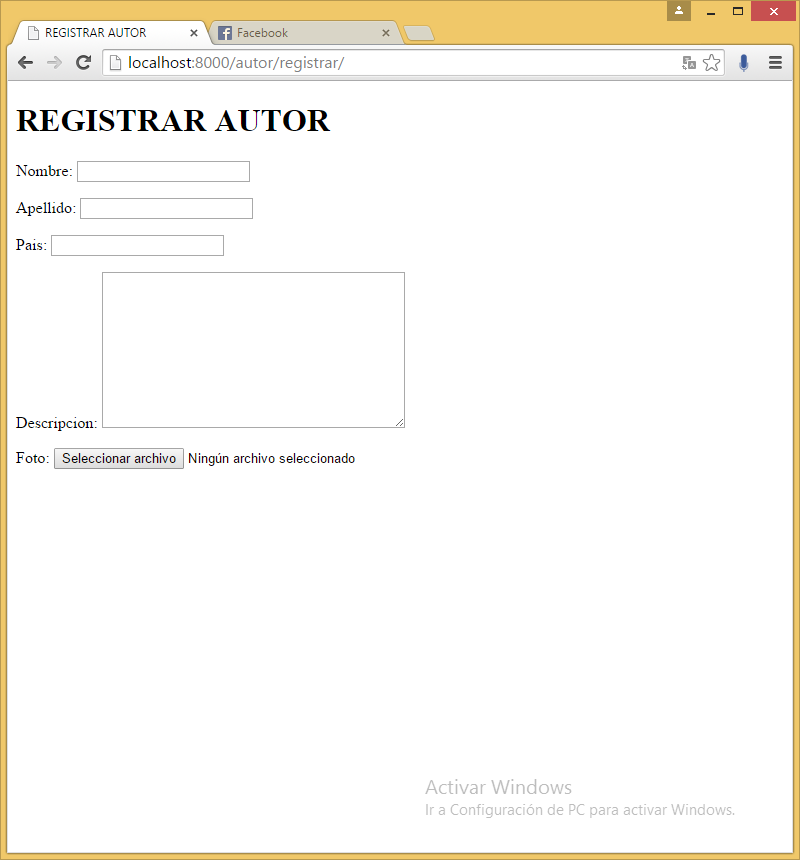 REGISTRAR AUTOR
Facebook
localhost:8000/autor/registrar/
REGISTRAR AUTOR
Nombre:
Apellido:
Pais:
Descripcion:
Foto: Seleccionar archivo Ningún archivo seleccionado
Activar Windows
Ir a Configuración de PC para activar Windows.